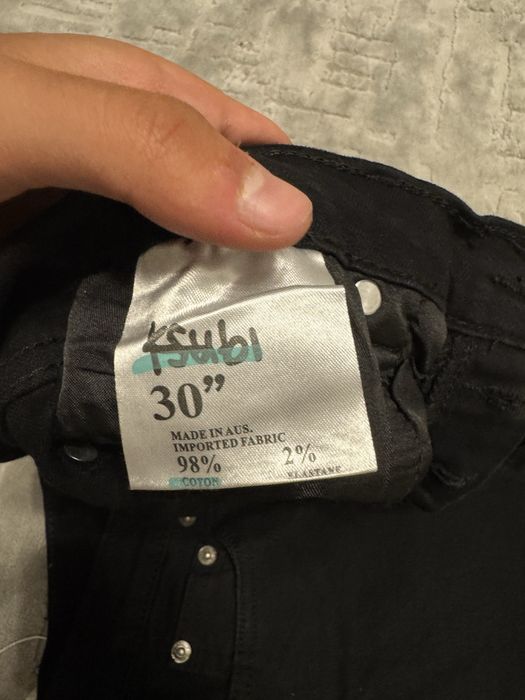 Ksubi
30”
MADE IN AUS.
IMPORTED FABRIC
98% 2%
COTON ELASTANE